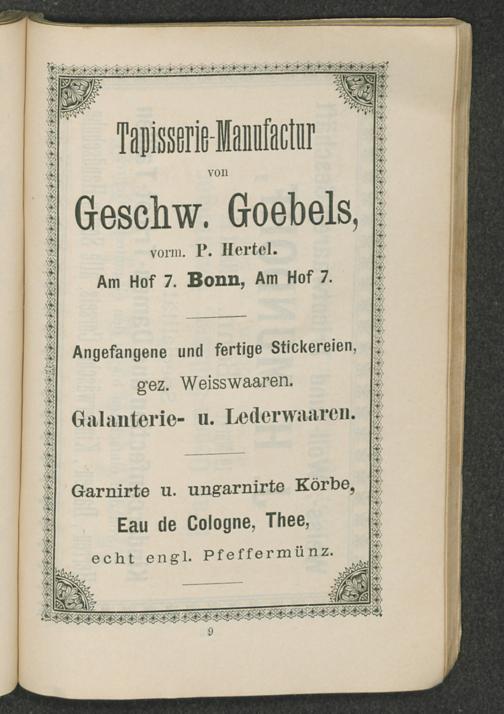 Tapisserie-Manufactur
von
Geschw. Goebels,
vorm. P. Hertel.
Am Hof 7. Bonn, Am Hof 7.
Angefangene und fertige Stickereien,
gez. Weisswaaren.
Galanterie- u. Lederwaaren.
Garnirte u. ungarnirte Körbe,
Eau de Cologne, Thee,
echt engl. Pfeffermünz.
9